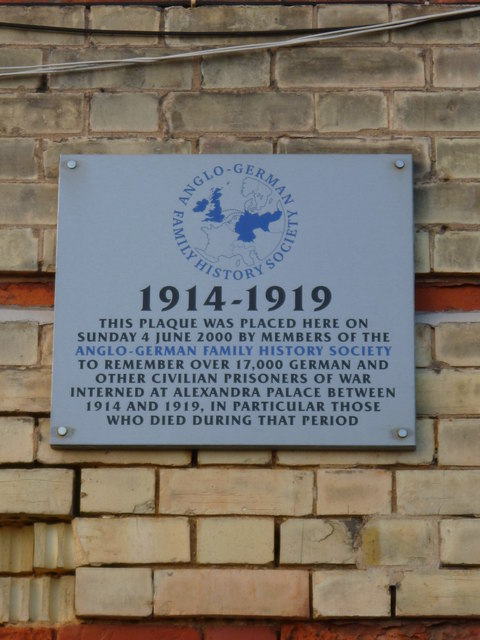 ANGLO-GERMAN
FAMILY HISTORY SOCIETY
1914-1919
THIS PLAQUE WAS PLACED HERE ON
SUNDAY 4 JUNE 2000 BY MEMBERS OF THE
ANGLO-GERMAN FAMILY HISTORY SOCIETY
TO REMEMBER OVER 17,000 GERMAN AND
OTHER CIVILIAN PRISONERS OF WAR
INTERNED AT ALEXANDRA PALACE BETWEEN
1914 AND 1919, IN PARTICULAR THOSE
WHO DIED DURING THAT PERIOD